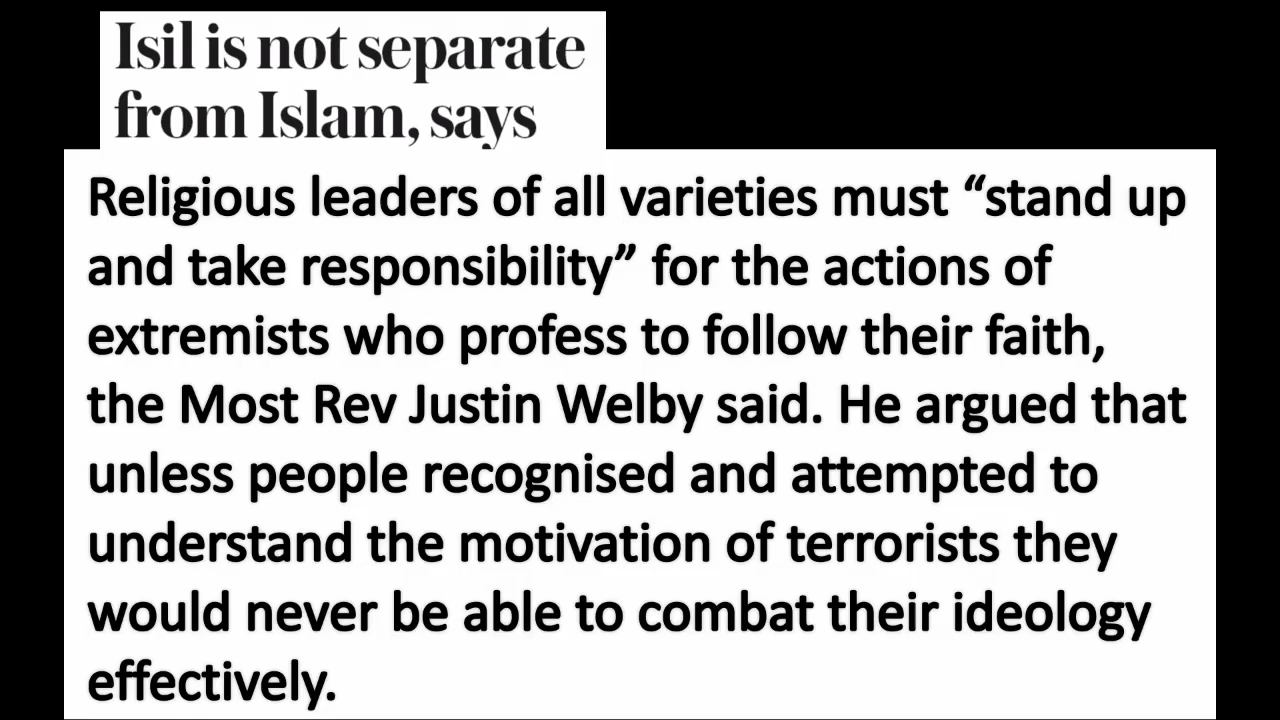 Isil is not separate
from Islam, says
Religious leaders of all varieties must “stand up
and take responsibility” for the actions of
extremists who profess to follow their faith,
the Most Rev Justin Welby said. He argued that
unless people recognised and attempted to
understand the motivation of terrorists they
would never be able to combat their ideology
effectively.